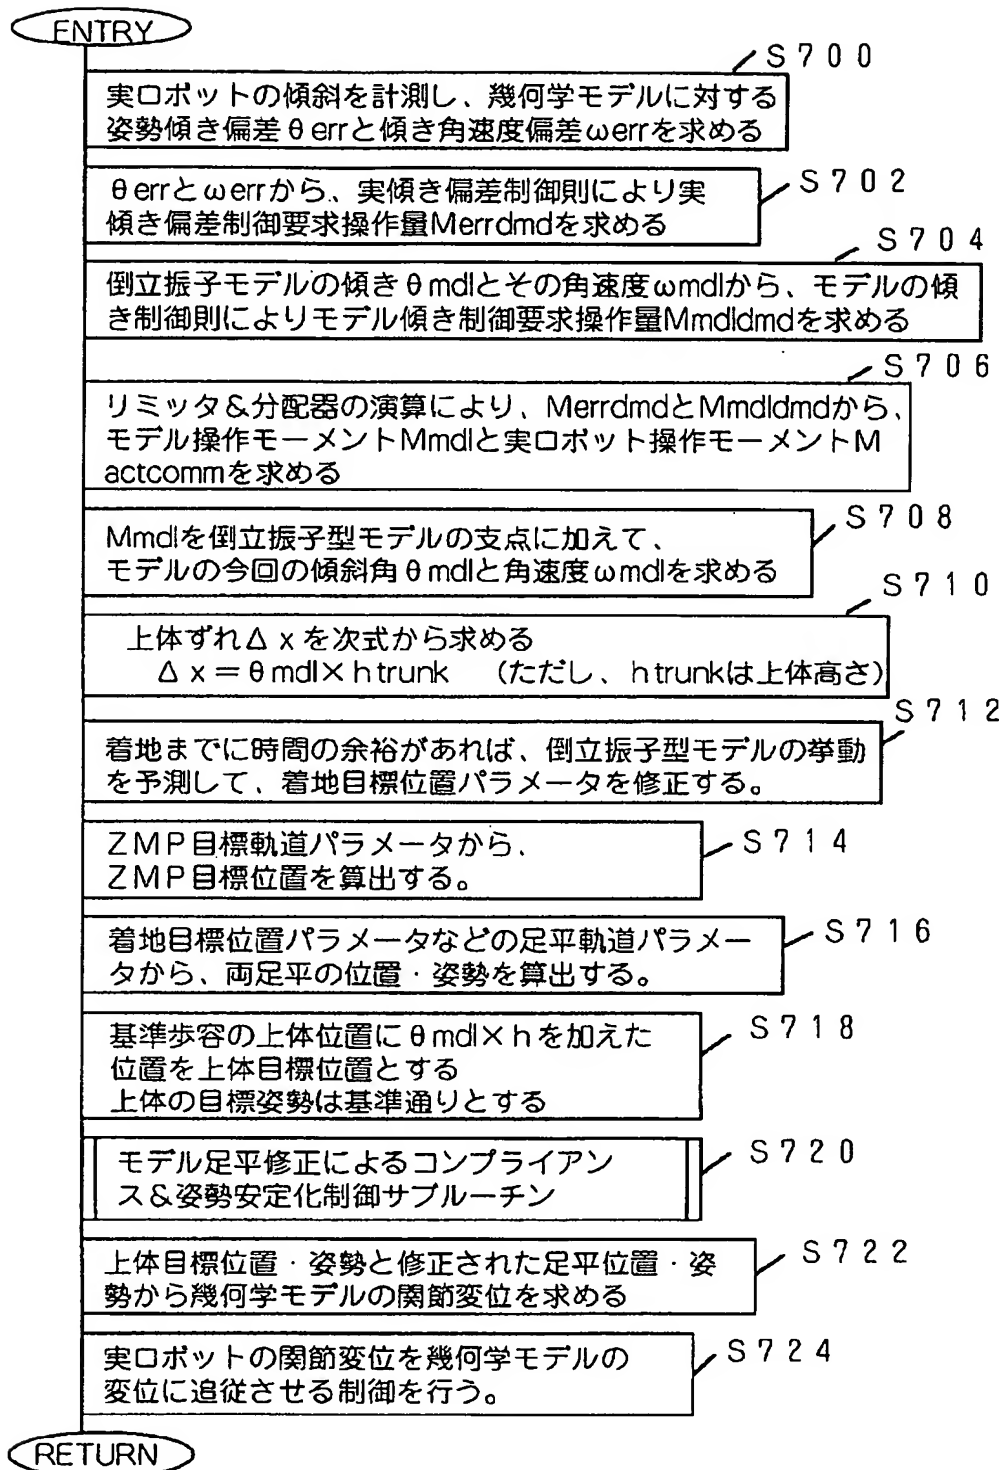 ENTRY
S700
実ロボットの傾斜を計測し、幾何学モデルに対する
姿勢傾き偏差θerrと傾き角速度偏差ωerrを求める
S702
θerrとωerrから、実傾き偏差制御則により実
傾き偏差制御要求操作量Merrdmdを求める
S704
倒立振子モデルの傾きθmdlとその角速度ωmdlから、モデルの傾
き制御則によりモデル傾き制御要求操作量Mmdldmdを求める
S706
リミッタ&分配器の演算により、MerrdmdとMmdldmdから、
モデル操作モーメントMmdlと実ロボット操作モーメントM
actcommを求める
S708
Mmdlを倒立振子型モデルの支点に加えて、
モデルの今回の傾斜角θmdlと角速度ωmdlを求める
S710
上体ずれΔxを次式から求める
Δx=θmdl×htrunk (ただし、htrunkは上体高さ)
S712
着地までに時間の余裕があれば、倒立振子型モデルの挙動
を予測して、着地目標位置パラメータを修正する。
S714
ZMP目標軌道パラメータから、
ZMP目標位置を算出する。
S716
着地目標位置パラメータなどの足平軌道パラメー
タから、両足平の位置・姿勢を算出する。
S718
基準歩容の上体位置にθmdl×hを加えた
位置を上体目標位置とする
上体の目標姿勢は基準通りとする
S720
モデル足平修正によるコンプライアン
ス&姿勢安定化制御サブルーチン
S722
上体目標位置・姿勢と修正された足平位置・姿
勢から幾何学モデルの関節変位を求める
S724
実ロボットの関節変位を幾何学モデルの
変位に追従させる制御を行う。
RETURN